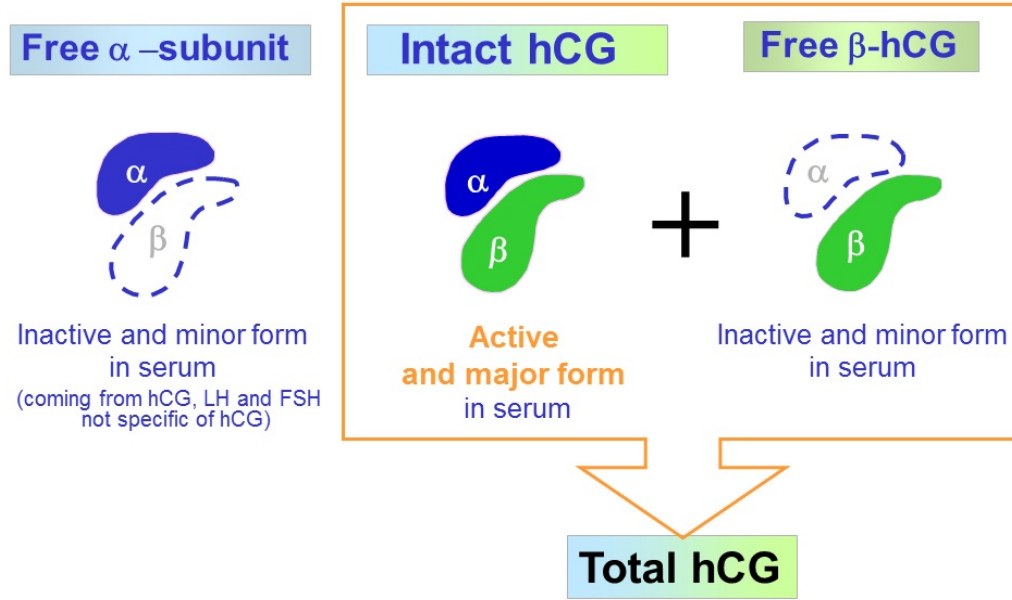 Free α –subunit
Intact hCG
Free β-hCG
α
β
α
β
α
β
Inactive and minor form
in serum
(coming from hCG, LH and FSH
not specific of hCG)
Active
and major form
in serum
Inactive and minor form
in serum
Total hCG